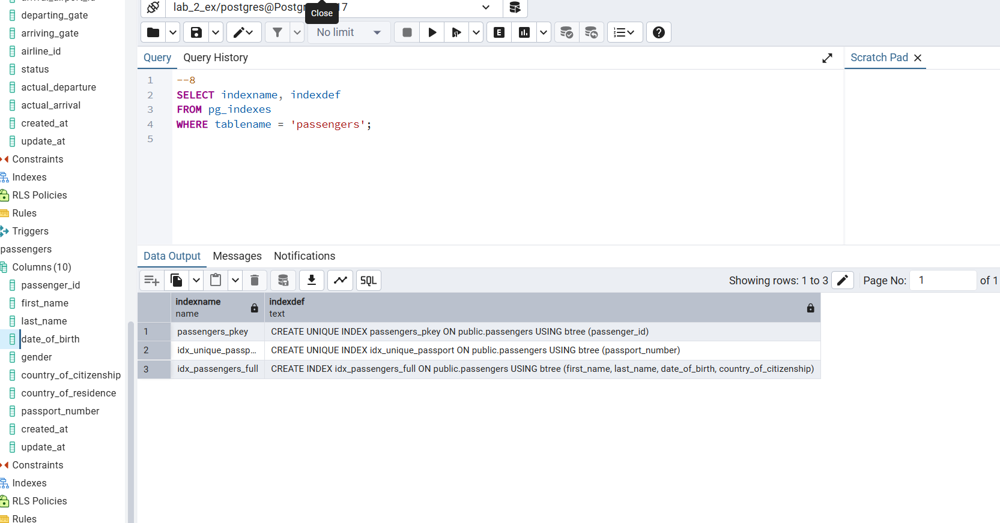 departing_gate
arriving_gate
airline_id
status
actual_departure
actual_arrival
created_at
update_at
Constraints
Indexes
RLS Policies
Rules
Triggers
passengers
Columns (10)
passenger_id
first_name
last_name
date_of_birth
gender
country_of_citizenship
country_of_residence
passport_number
created_at
update_at
Constraints
Indexes
RLS Policies
Rules
lab_2_ex/postgres@Postgr 17
Close
No limit
E
Query Query History
Scratch Pad
1 --8
2 SELECT indexname, indexdef
3 FROM pg_indexes
4 WHERE tablename = 'passengers';
5
Data Output Messages Notifications
SQL
Showing rows: 1 to 3
Page No: 1 of 1
indexname name
indexdef text
1 passengers_pkey CREATE UNIQUE INDEX passengers_pkey ON public.passengers USING btree (passenger_id)
2 idx_unique_passp... CREATE UNIQUE INDEX idx_unique_passport ON public.passengers USING btree (passport_number)
3 idx_passengers_full CREATE INDEX idx_passengers_full ON public.passengers USING btree (first_name, last_name, date_of_birth, country_of_citizenship)